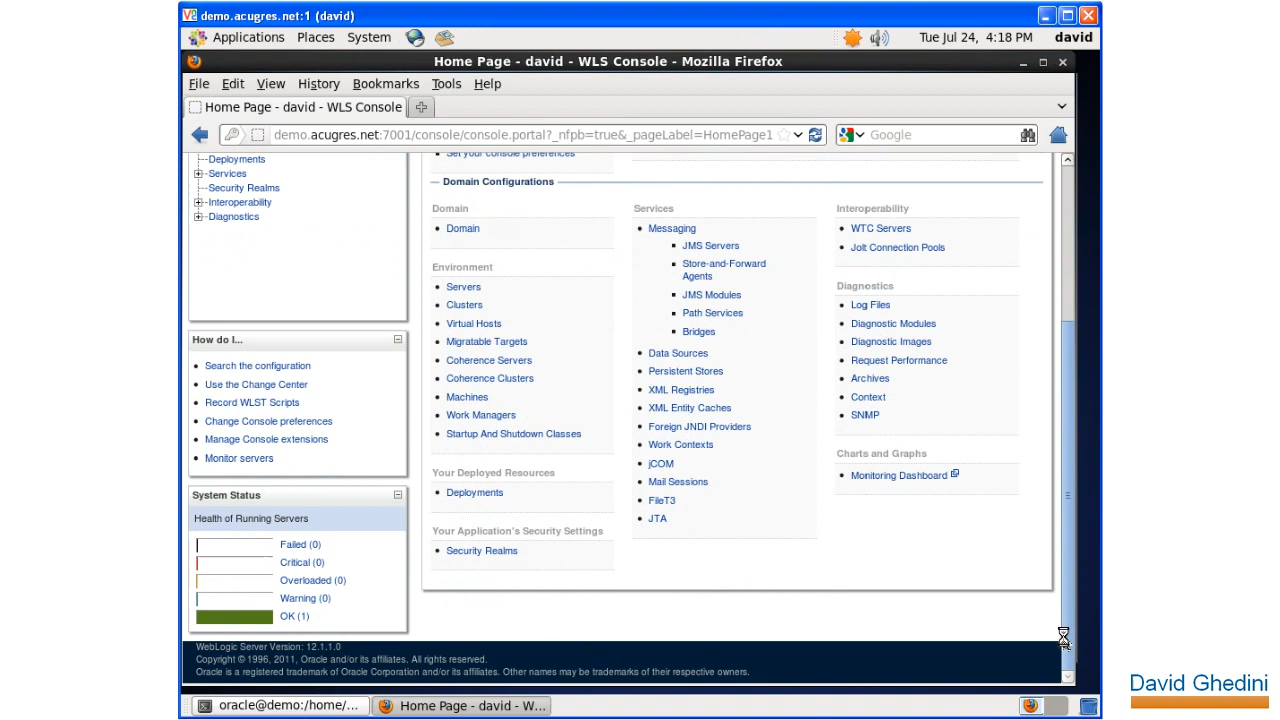 demo.acugres.net:1 (david)
Applications Places System
Tue Jul 24, 4:18 PM david
Home Page - david - WLS Console - Mozilla Firefox
File Edit View History Bookmarks Tools Help
Home Page - david - WLS Console
demo.acugres.net:7001/console/console.portal?_nfpb=true&_pageLabel=HomePage1
Google
Deployments
Services
Security Realms
Interoperability
Diagnostics
How do I...
Search the configuration
Use the Change Center
Record WLST Scripts
Change Console preferences
Manage Console extensions
Monitor servers
System Status
Health of Running Servers
Failed (0)
Critical (0)
Overloaded (0)
Warning (0)
OK (1)
Set your console preferences
Domain Configurations
Domain
Domain
Environment
Servers
Clusters
Virtual Hosts
Migratable Targets
Coherence Servers
Coherence Clusters
Machines
Work Managers
Startup And Shutdown Classes
Your Deployed Resources
Deployments
Your Application's Security Settings
Security Realms
Services
Messaging
JMS Servers
Store-and-Forward
Agents
JMS Modules
Path Services
Bridges
Data Sources
Persistent Stores
XML Registries
XML Entity Caches
Foreign JNDI Providers
Work Contexts
jCOM
Mail Sessions
FileT3
JTA
Interoperability
WTC Servers
Jolt Connection Pools
Diagnostics
Log Files
Diagnostic Modules
Diagnostic Images
Request Performance
Archives
Context
SNMP
Charts and Graphs
Monitoring Dashboard
WebLogic Server Version: 12.1.1.0
Copyright © 1996, 2011, Oracle and/or its affiliates. All rights reserved.
Oracle is a registered trademark of Oracle Corporation and/or its affiliates. Other names may be trademarks of their respective owners.
oracle@demo:/home/...
Home Page - david - W...
David Ghedini